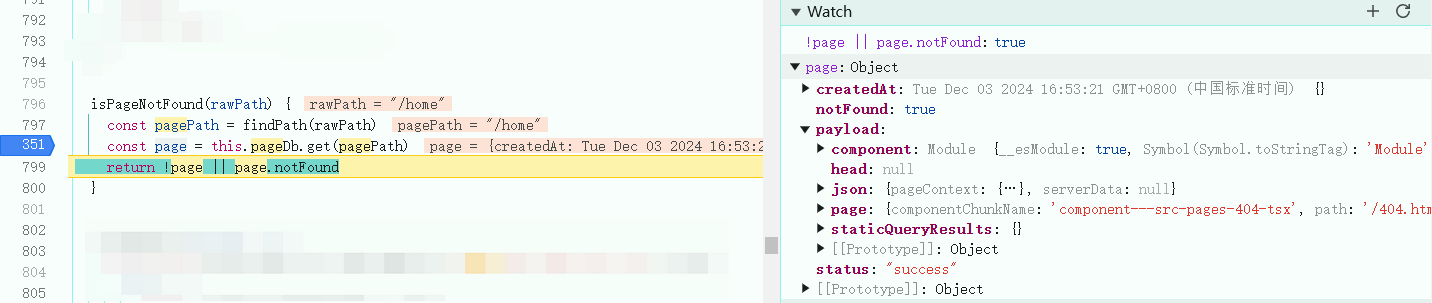 791
792
793
794
795
796 isPageNotFound(rawPath) { rawPath = "/home"
797 const pagePath = findPath(rawPath) pagePath = "/home"
351 const page = this.pageDb.get(pagePath) page = {createdAt: Tue Dec 03 2024 16:53:2
799 return !page || page.notFound
800 }
801
802
803
804
805
Watch
!page || page.notFound: true
page: Object
createdAt: Tue Dec 03 2024 16:53:21 GMT+0800 (中国标准时间) {}
notFound: true
payload:
component: Module {__esModule: true, Symbol(Symbol.toStringTag): 'Module'
head: null
json: {pageContext: {…}, serverData: null}
page: {componentChunkName: 'component---src-pages-404-tsx', path: '/404.htm
staticQueryResults: {}
[[Prototype]]: Object
status: "success"
[[Prototype]]: Object